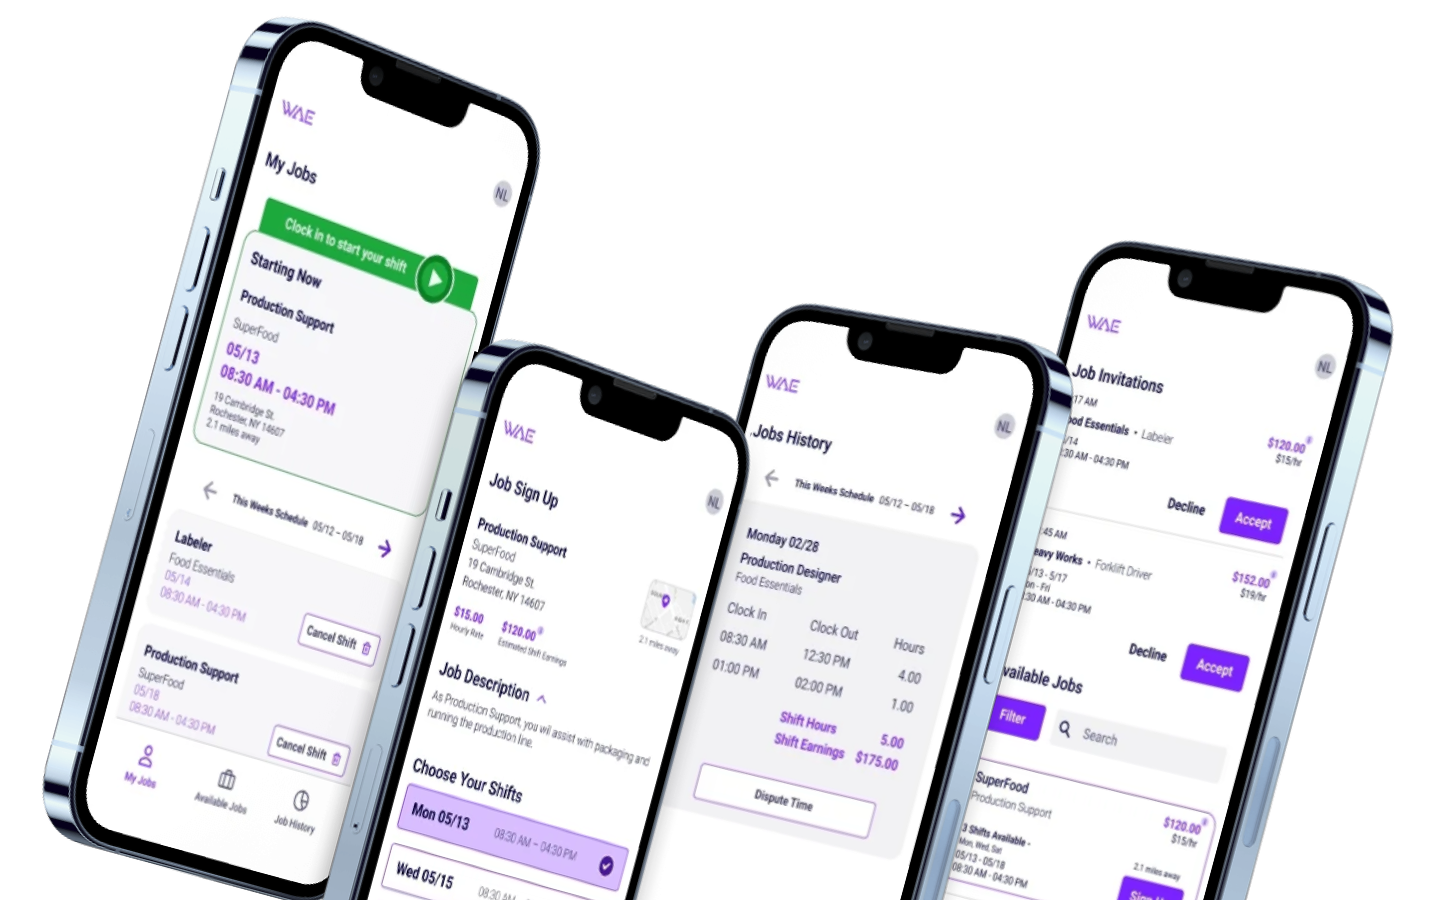 WAE
My Jobs
NL
Clock in to start your shift
Starting Now
Production Support
SuperFood
05/13
08:30 AM - 04:30 PM
19 Cambridge St.
Rochester, NY 14607
2.1 miles away
This Weeks Schedule 05/12 – 05/18
Labeler
Food Essentials
05/14
08:30 AM - 04:30 PM
Cancel Shift
Production Support
SuperFood
05/18
08:30 AM - 04:30 PM
Cancel Shift
My Jobs
Available Jobs
Job History
WAE
Job Sign Up
NL
Production Support
SuperFood
19 Cambridge St.
Rochester, NY 14607
$15.00
Hourly Rate
$120.00
Estimated Shift Earnings
2.1 miles away
Job Description
As Production Support, you will assist with packaging and
running the production line.
Choose Your Shifts
Mon 05/13 08:30 AM – 04:30 PM
Wed 05/15 08:30 AM
WAE
Jobs History
NL
This Weeks Schedule 05/12 – 05/18
Monday 02/28
Production Designer
Food Essentials
Clock In Clock Out Hours
08:30 AM 12:30 PM 4.00
01:00 PM 02:00 PM 1.00
Shift Hours 5.00
Shift Earnings $175.00
Dispute Time
WAE
Job Invitations
NL
:17 AM
ood Essentials • Labeler
/14
:30 AM - 04:30 PM
$120.00
$15/hr
Decline
Accept
:45 AM
eavy Works • Forklift Driver
/13 - 5/17
on - Fri
:30 AM - 04:30 PM
$152.00
$19/hr
Decline
Accept
vailable Jobs
Filter
Search
SuperFood
Production Support
$120.00
$15/hr
3 Shifts Available -
Mon, Wed, Sat
05/13 - 05/18
08:30 AM - 04:30 PM
2.1 miles away